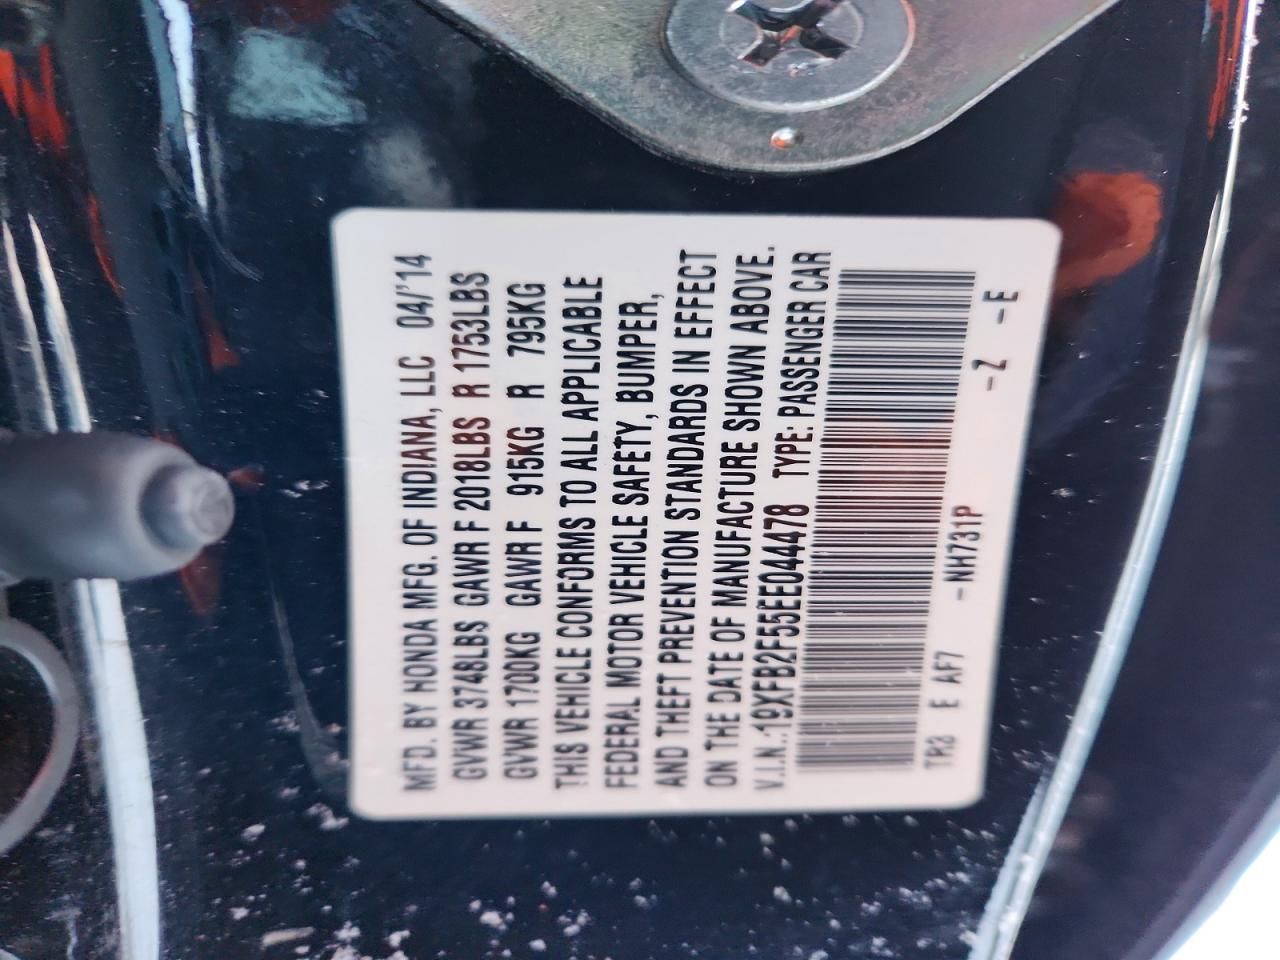 MFD. BY HONDA MFG. OF INDIANA, LLC 04/'14
GVWR 3748LBS GAWR F 2018LBS R 1753LBS
GVWR 1700KG GAWR F 915KG R 795KG
THIS VEHICLE CONFORMS TO ALL APPLICABLE
FEDERAL MOTOR VEHICLE SAFETY, BUMPER,
AND THEFT PREVENTION STANDARDS IN EFFECT
ON THE DATE OF MANUFACTURE SHOWN ABOVE.
V.I.N.:19XFB2F55EE044478 TYPE: PASSENGER CAR
TR3 E AF7 -NH731P -Z -E